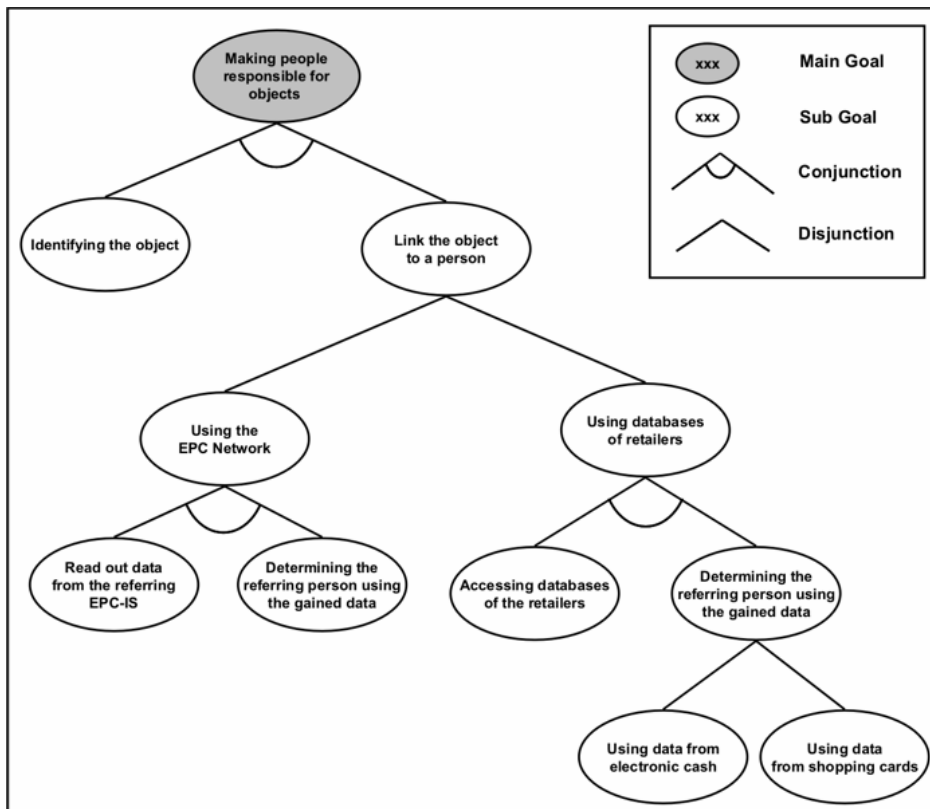 Making people
responsible for
objects
xxx
Main Goal
xxx
Sub Goal
Conjunction
Disjunction
Identifying the object
Link the object
to a person
Using the
EPC Network
Using databases
of retailers
Read out data
from the referring
EPC-IS
Determining the
referring person using
the gained data
Accessing databases
of the retailers
Determining the
referring person using
the gained data
Using data from
electronic cash
Using data
from shopping cards